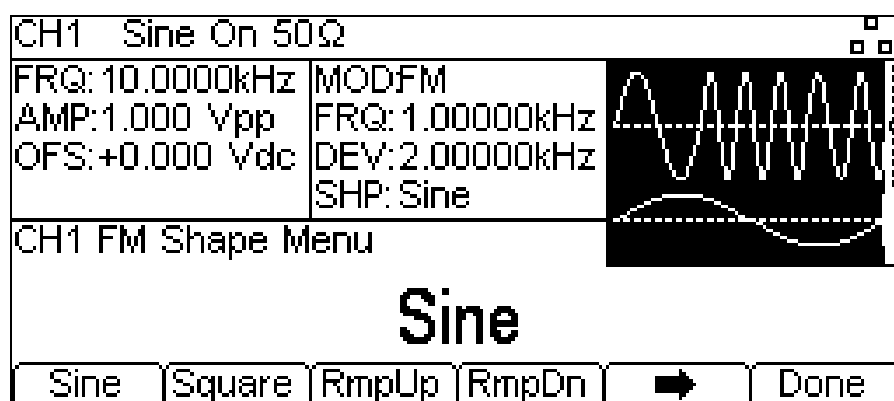 CH1 Sine On 50Ω
FRQ: 10.0000kHz
AMP:1.000 Vpp
OFS:+0.000 Vdc
MOD:FM
FRQ: 1.00000kHz
DEV:2.00000kHz
SHP: Sine
CH1 FM Shape Menu
Sine
Sine Square RmpUp RmpDn ➡ Done